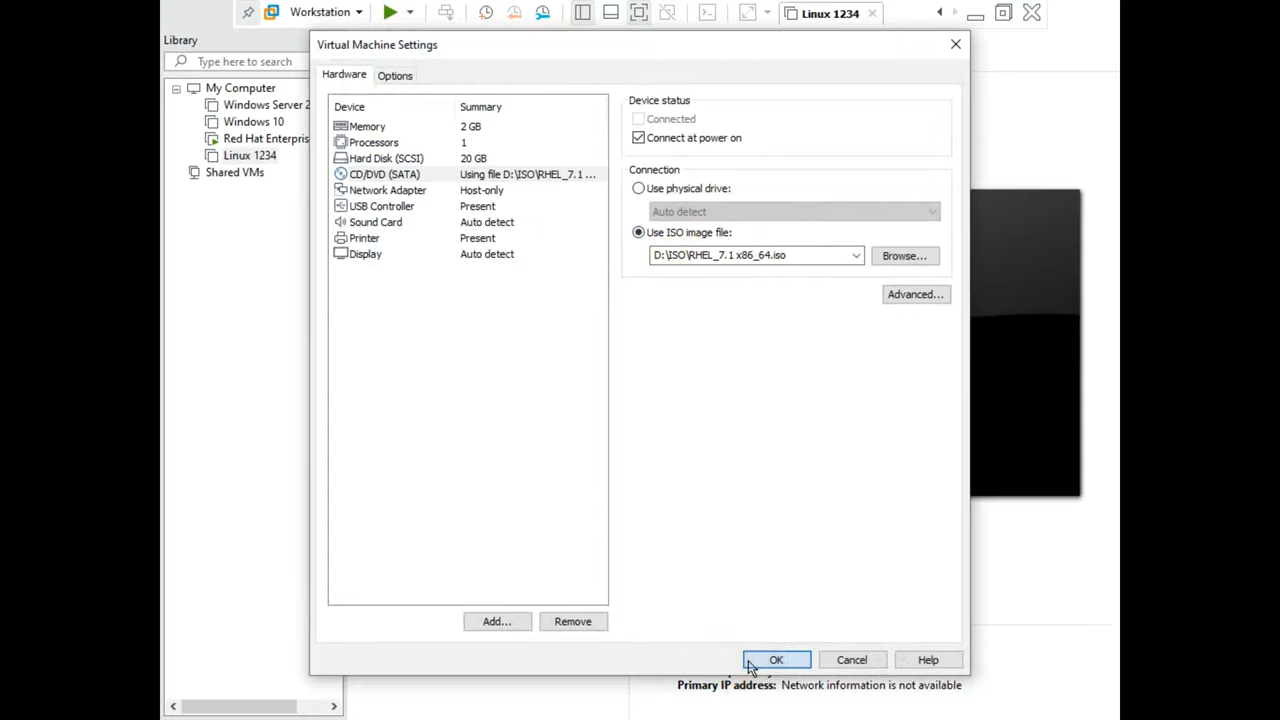 Workstation
Linux 1234
Library
Type here to search
My Computer
Windows Server 2
Windows 10
Red Hat Enterpris
Linux 1234
Shared VMs
Virtual Machine Settings
Hardware
Options
Device Summary
Memory 2 GB
Processors 1
Hard Disk (SCSI) 20 GB
CD/DVD (SATA) Using file D:\ISO\RHEL_7.1 ...
Network Adapter Host-only
USB Controller Present
Sound Card Auto detect
Printer Present
Display Auto detect
Add...
Remove
Device status
Connected
Connect at power on
Connection
Use physical drive:
Auto detect
Use ISO image file:
D:\ISO\RHEL_7.1 x86_64.iso
Browse...
Advanced...
OK
Cancel
Help
Primary IP address: Network information is not available